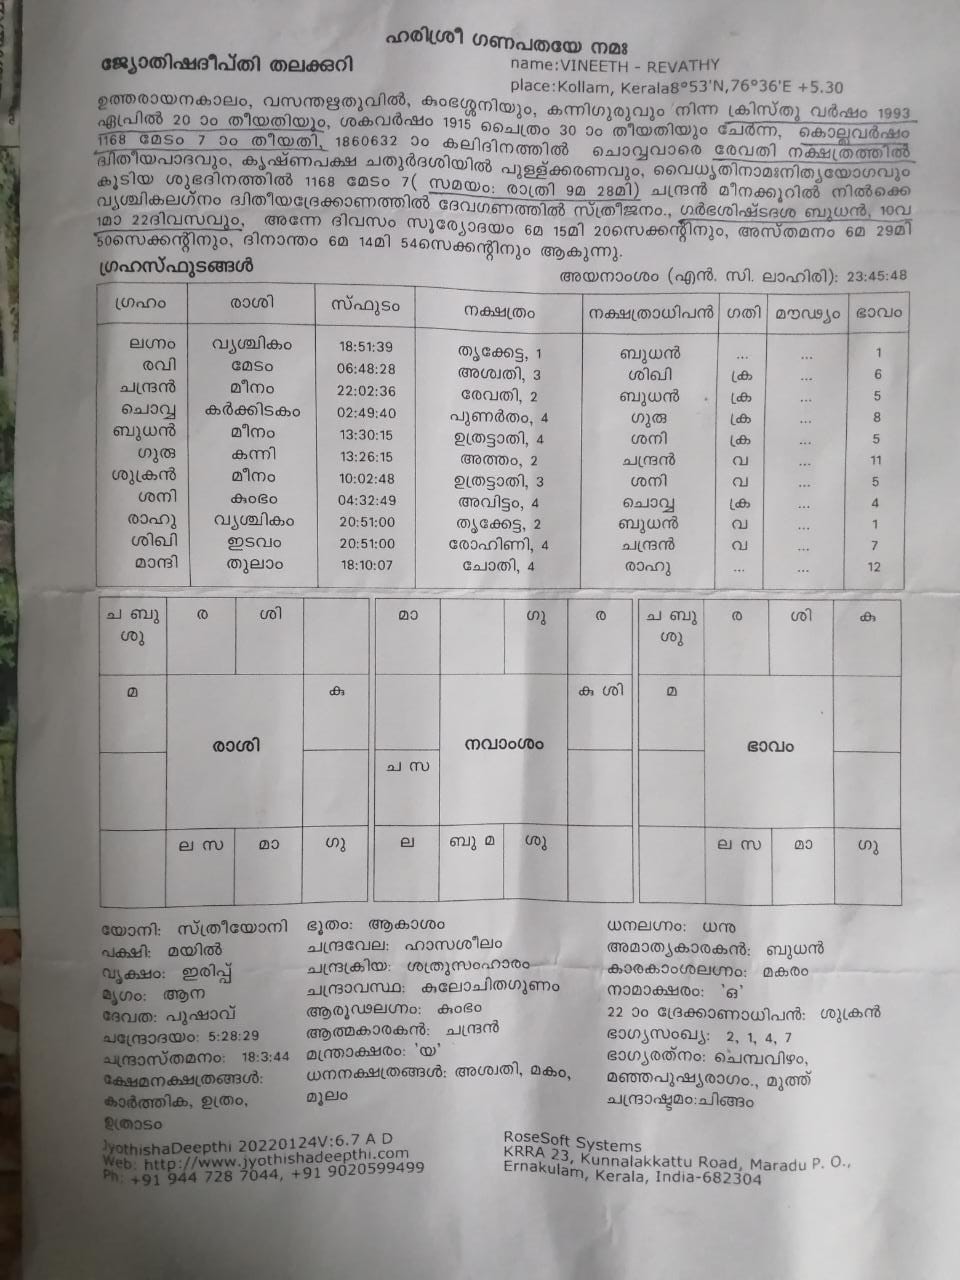 ഹരിശ്രീ ഗണപതയേ നമഃ
ജ്യോതിഷദീപ്തി തലക്കുറി
name:VINEETH - REVATHY
place:Kollam, Kerala8°53'N,76°36'E +5.30
ഉത്തരായനകാലം, വസന്തഋതുവിൽ, കുംഭശ്ശനിയും, കന്നിഗുരുവും നിന്ന ക്രിസ്തു വർഷം 1993
ഏപ്രിൽ 20 ാം തീയതിയും, ശകവർഷം 1915 ചൈത്രം 30 ാം തീയതിയും ചേർന്ന, കൊല്ലവർഷം
1168 മേടം 7 ാം തീയതി, 1860632 ാം കലിദിനത്തിൽ ചൊവ്വവാരെ രേവതി നക്ഷത്രത്തിൽ
ദ്വിതീയപാദവും, കൃഷ്ണപക്ഷ ചതുർദശിയിൽ പുള്ള്കരണവും, വൈധൃതിനാമഃനിത്യയോഗവും
കൂടിയ ശുഭദിനത്തിൽ 1168 മേടം 7( സമയം: രാത്രി 9മ 28മി) ചന്ദ്രൻ മീനക്കൂറിൽ നിൽക്കെ
വൃശ്ചികലഗ്നം ദ്വിതീയദ്രേക്കാണത്തിൽ ദേവഗണത്തിൽ സ്ത്രീജനം., ഗർഭശിഷ്ടദശ ബുധൻ, 10വ
1മാ 22ദിവസവും, അന്നേ ദിവസം സൂര്യോദയം 6മ 15മി 20സെക്കന്റിനും, അസ്തമനം 6മ 29മി
50സെക്കന്റിനും, ദിനാന്തം 6മ 14മി 54സെക്കന്റിനും ആകുന്നു.
ഗ്രഹസ്ഫുടങ്ങൾ
അയനാംശം (എൻ. സി. ലാഹിരി): 23:45:48
ഗ്രഹം രാശി സ്ഫുടം നക്ഷത്രം നക്ഷത്രാധിപൻ ഗതി മൗഢ്യം ഭാവം
ലഗ്നം വൃശ്ചികം 18:51:39 തൃക്കേട്ട, 1 ബുധൻ ... ... 1
രവി മേടം 06:48:28 അശ്വതി, 3 ശിഖി ക്ര ... 6
ചന്ദ്രൻ മീനം 22:02:36 രേവതി, 2 ബുധൻ ക്ര ... 5
ചൊവ്വ കർക്കിടകം 02:49:40 പുണർതം, 4 ഗുരു ക്ര ... 8
ബുധൻ മീനം 13:30:15 ഉത്രട്ടാതി, 4 ശനി ക്ര ... 5
ഗുരു കന്നി 13:26:15 അത്തം, 2 ചന്ദ്രൻ വ ... 11
ശുക്രൻ മീനം 10:02:48 ഉത്രട്ടാതി, 3 ശനി വ ... 5
ശനി കുംഭം 04:32:49 അവിട്ടം, 4 ചൊവ്വ ക്ര ... 4
രാഹു വൃശ്ചികം 20:51:00 തൃക്കേട്ട, 2 ബുധൻ വ ... 1
ശിഖി ഇടവം 20:51:00 രോഹിണി, 4 ചന്ദ്രൻ വ ... 7
മാന്ദി തുലാം 18:10:07 ചോതി, 4 രാഹു ... ... 12
ച ബു ര ശി മാ ഗു ര ച ബു ര ശി കു
ശു ശു
മ കു കു ശി മ
രാശി നവാംശം ഭാവം
ച സ
ല സ മാ ഗു ല ബു മ ശു ല സ മാ ഗു
യോനി: സ്ത്രീയോനി
പക്ഷി: മയിൽ
വൃക്ഷം: ഇരിപ്പ്
മൃഗം: ആന
ദേവത: പൂഷാവ്
ചന്ദ്രോദയം: 5:28:29
ചന്ദ്രാസ്തമനം: 18:3:44
ക്ഷേമനക്ഷത്രങ്ങൾ:
കാർത്തിക, ഉത്രം,
ഉത്രാടം
ഭൂതം: ആകാശം
ചന്ദ്രവേല: ഹാസശീലം
ചന്ദ്രക്രിയ: ശത്രുസംഹാരം
ചന്ദ്രാവസ്ഥ: കുലോചിതഗുണം
ആരൂഢലഗ്നം: കുംഭം
ആത്മകാരകൻ: ചന്ദ്രൻ
മന്ത്രാക്ഷരം: 'യ'
ധനനക്ഷത്രങ്ങൾ: അശ്വതി, മകം,
മൂലം
ധനലഗ്നം: ധനു
അമാത്യകാരകൻ: ബുധൻ
കാരകാംശലഗ്നം: മകരം
നാമാക്ഷരം: 'ഒ'
22 ാം ദ്രേക്കാണാധിപൻ: ശുക്രൻ
ഭാഗ്യസംഖ്യ: 2, 1, 4, 7
ഭാഗ്യരത്നം: ചെമ്പവിഴം,
മഞ്ഞപുഷ്യരാഗം., മുത്ത്
ചന്ദ്രാഷ്ടമം:ചിങ്ങം
JyothishaDeepthi 20220124V:6.7 A D
Web: http://www.jyothishadeepthi.com
Ph: +91 944 728 7044, +91 9020599499
RoseSoft Systems
KRRA 23, Kunnalakkattu Road, Maradu P. O.,
Ernakulam, Kerala, India-682304